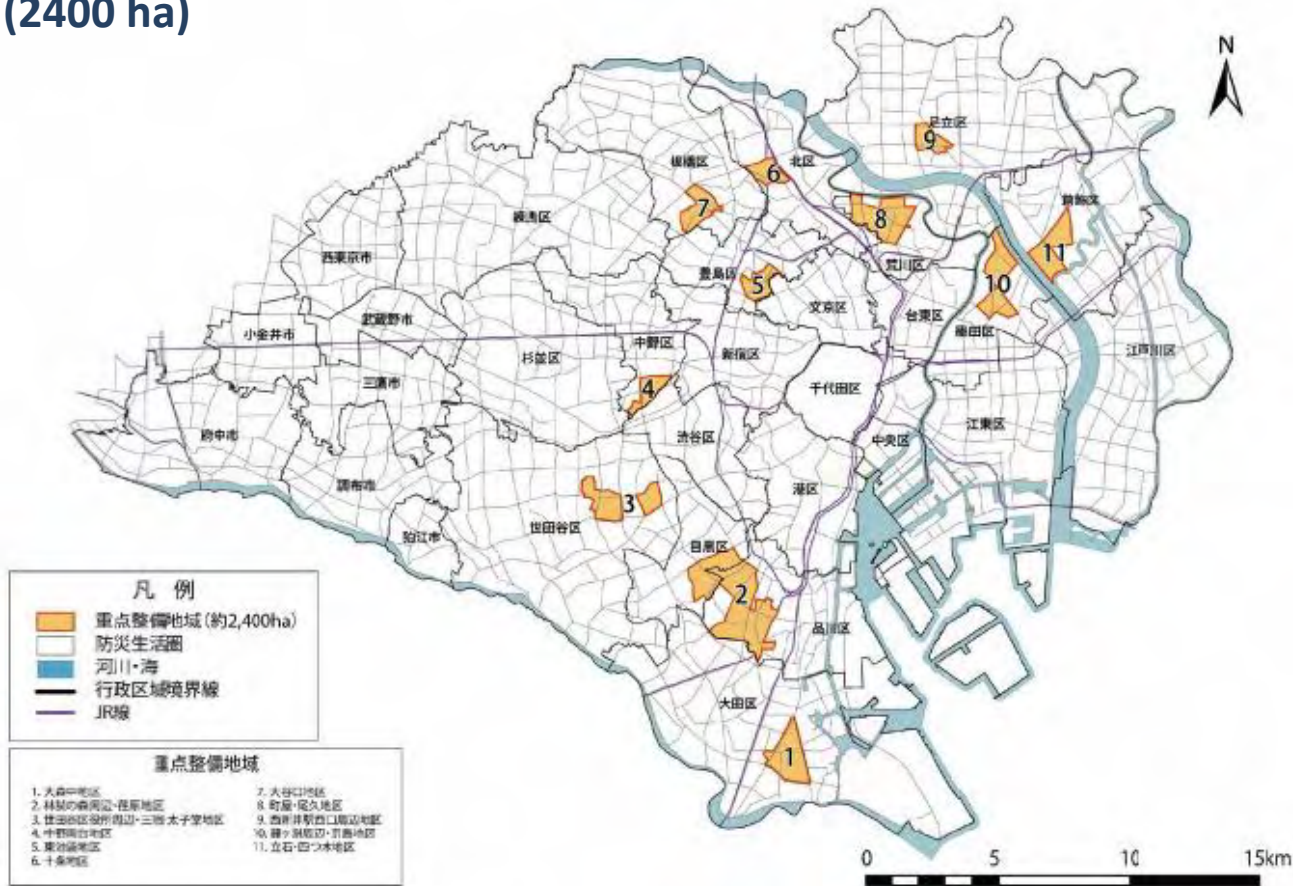 (2400 ha)
N
足立区
9
板橋区
6
北区
7
練馬区
8
葛飾区
西東京市
11
豊島区
荒川区
5
10
文京区
台東区
武蔵野市
小金井市
墨田区
中野区
新宿区
杉並区
江戸川区
三鷹市
4
千代田区
渋谷区
中央区
江東区
府中市
調布市
港区
3
世田谷区
狛江市
目黒区
2
品川区
大田区
1
凡 例
重点整備地域(約2,400ha)
防災生活圏
河川・海
行政区域境界線
JR線
重点整備地域
1. 大森中地区
2. 林試の森周辺・荏原地区
3. 世田谷区役所周辺・三宿・太子堂地区
4. 中野南台地区
5. 東池袋地区
6. 十条地区
7. 大谷口地区
8. 町屋・尾久地区
9. 西新井駅西口周辺地区
10. 鐘ヶ淵周辺・京島地区
11. 立石・四つ木地区
0 5 10 15km